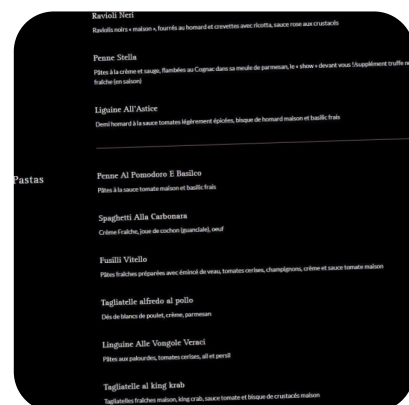 Ravioli Neri
Raviolis noirs « maison », fourrés au homard et crevettes avec ricotta, sauce rose aux crustacés
Penne Stella
Pâtes à la crème et sauge, flambées au Cognac dans sa meule de parmesan, le « show » devant vous !/supplément truffe
fraîche (en saison)
Liguine All'Astice
Demi homard à la sauce tomates légèrement épicées, bisque de homard maison et basilic frais
Pastas
Penne Al Pomodoro E Basilco
Pâtes à la sauce tomate maison et basilic frais
Spaghetti Alla Carbonara
Crème Fraîche, joue de cochon (guanciale), oeuf
Fusilli Vitello
Pâtes fraîches préparées avec émincé de veau, tomates cerises, champignons, crème et sauce tomate maison
Tagliatelle alfredo al pollo
Dés de blancs de poulet, crème, parmesan
Linguine Alle Vongole Veraci
Pâtes aux palourdes, tomates cerises, ail et persil
Tagliatelle al king krab
Tagliatelles fraîches maison, king crab, sauce tomate et bisque de crustacés maison